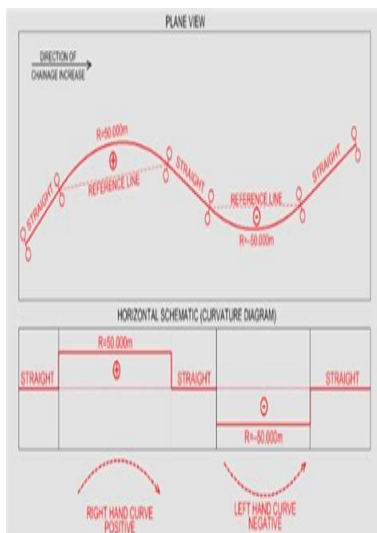 PLANE VIEW
DIRECTION OF
CHAINAGE INCREASE
R=50.000m
STRAIGHT
REFERENCE LINE
STRAIGHT
REFERENCE LINE
R=-50.000m
STRAIGHT
HORIZONTAL SCHEMATIC (CURVATURE DIAGRAM)
R=50.000m
STRAIGHT
STRAIGHT
STRAIGHT
R=-50.000m
RIGHT HAND CURVE
POSITIVE
LEFT HAND CURVE
NEGATIVE